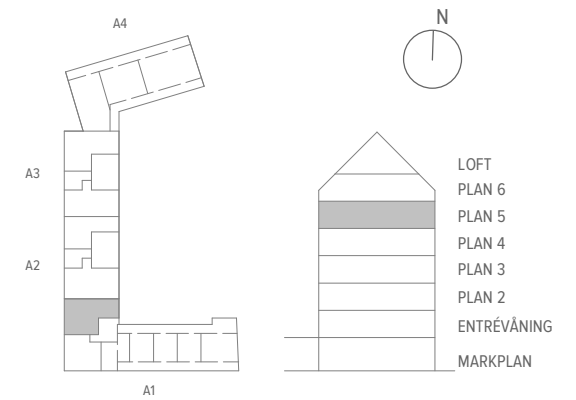 A4
N
A3
A2
A1
LOFT
PLAN 6
PLAN 5
PLAN 4
PLAN 3
PLAN 2
ENTRÉVÅNING
MARKPLAN